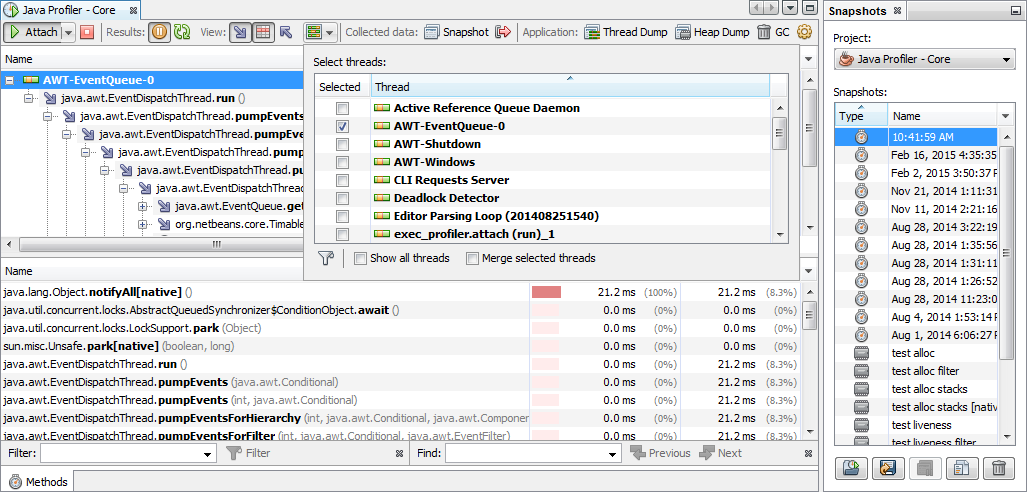 Java Profiler - Core
Attach Results: View: Collected data: Snapshot Application: Thread Dump Heap Dump GC
Name
AWT-EventQueue-0
java.awt.EventDispatchThread.run ()
java.awt.EventDispatchThread.pumpEvents
java.awt.EventDispatchThread.pumpEve
java.awt.EventDispatchThread.pum
java.awt.EventDispatchThread.pu
java.awt.EventDispatchThread
java.awt.EventQueue.get
org.netbeans.core.Timable
Select threads:
Selected Thread
Active Reference Queue Daemon
AWT-EventQueue-0
AWT-Shutdown
AWT-Windows
CLI Requests Server
Deadlock Detector
Editor Parsing Loop (201408251540)
exec_profiler.attach (run)_1
Show all threads Merge selected threads
Name
java.lang.Object.notifyAll[native] () 21.2 ms (100%) 21.2 ms (8.3%)
java.util.concurrent.locks.AbstractQueuedSynchronizer$ConditionObject.await () 0.0 ms (0%) 0.0 ms (0%)
java.util.concurrent.locks.LockSupport.park (Object) 0.0 ms (0%) 0.0 ms (0%)
sun.misc.Unsafe.park[native] (boolean, long) 0.0 ms (0%) 0.0 ms (0%)
java.awt.EventDispatchThread.run () 0.0 ms (0%) 21.2 ms (8.3%)
java.awt.EventDispatchThread.pumpEvents (java.awt.Conditional) 0.0 ms (0%) 21.2 ms (8.3%)
java.awt.EventDispatchThread.pumpEvents (int, java.awt.Conditional) 0.0 ms (0%) 21.2 ms (8.3%)
java.awt.EventDispatchThread.pumpEventsForHierarchy (int, java.awt.Conditional, java.awt.Componen 0.0 ms (0%) 21.2 ms (8.3%)
java.awt.EventDispatchThread.pumpEventsForFilter (int, java.awt.Conditional, java.awt.EventFilter) 0.0 ms (0%) 21.2 ms (8.3%)
Filter: Filter Find: Previous Next
Methods
Snapshots
Project:
Java Profiler - Core
Snapshots:
Type Name
10:41:59 AM
Feb 16, 2015 4:35:35
Feb 2, 2015 3:50:37 P
Nov 21, 2014 1:11:31
Nov 11, 2014 2:21:16
Aug 28, 2014 3:22:19
Aug 28, 2014 1:35:56
Aug 28, 2014 1:31:11
Aug 28, 2014 1:26:52
Aug 28, 2014 11:23:0
Aug 4, 2014 1:53:14 P
Aug 1, 2014 6:06:27 P
test alloc
test alloc filter
test alloc stacks
test alloc stacks [nativ
test liveness
test liveness filter